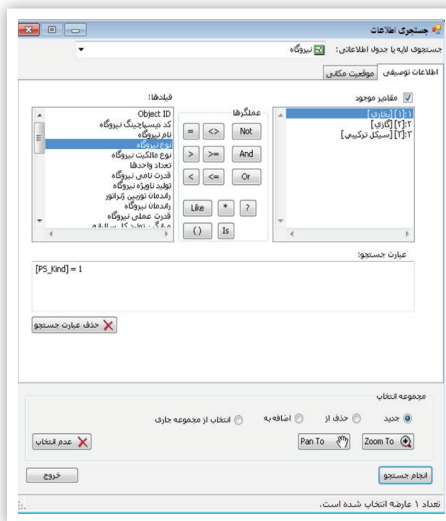 جستجوی اطلاعات
جستجوی لایه یا جدول اطلاعاتی: نیروگاه
اطلاعات توصیفی
موقعیت مکانی
مقادیر موجود
عملگرها
فیلدها:
1:[1][بخاری]
2:[2][گازی]
3:[3][سیکل ترکیبی]
= <> Not
> >= And
< <= Or
Like * ?
() Is
Object ID
کد دیسپاچینگ نیروگاه
نام نیروگاه
نوع نیروگاه
نوع مالکیت نیروگاه
تعداد واحدها
قدرت نامی نیروگاه
تولید ناویژه نیروگاه
راندمان توربین ژنراتور
راندمان نیروگاه
قدرت عملی نیروگاه
عبارت جستجو:
[PS_Kind] = 1
حذف عبارت جستجو
مجموعه انتخاب
جدید
حذف از
اضافه به
انتخاب از مجموعه جاری
Zoom To
Pan To
عدم انتخاب
انجام جستجو
خروج
تعداد ۱ عارضه انتخاب شده است.